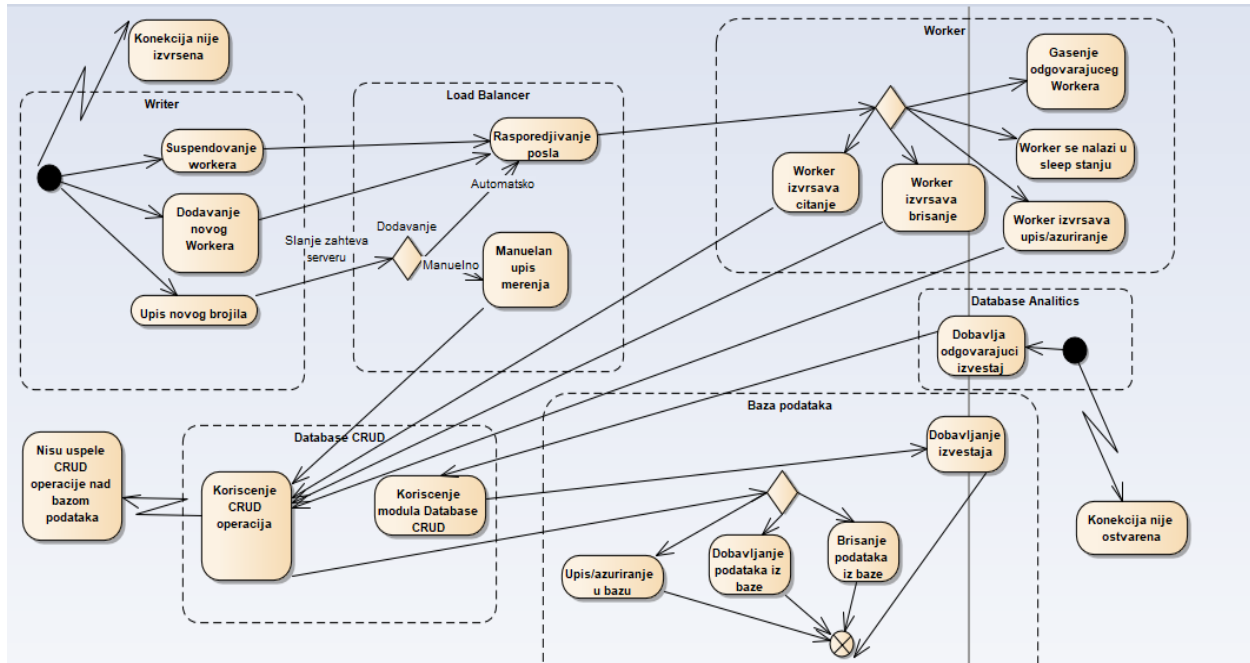 Konekcija nije
izvrsena
Writer
Suspendovanje
workera
Dodavanje
novog
Workera
Upis novog brojila
Slanje zahteva
serveru
Load Balancer
Rasporedjivanje
posla
Automatsko
Dodavanje
Manuelno
Manuelan
upis
merenja
Worker
Gasenje
odgovarajuceg
Workera
Worker se nalazi u
sleep stanju
Worker
izvrsava
citanje
Worker
izvrsava
brisanje
Worker izvrsava
upis/azuriranje
Database Analitics
Dobavlja
odgovarajuci
izvestaj
Konekcija nije
ostvarena
Nisu uspele
CRUD
operacije nad
bazom
podataka
Database CRUD
Koriscenje
CRUD
operacija
Koriscenje
modula Database
CRUD
Baza podataka
Dobavljanje
izvestaja
Upis/azuriranje
u bazu
Dobavljanje
podataka iz
baze
Brisanje
podataka
iz baze